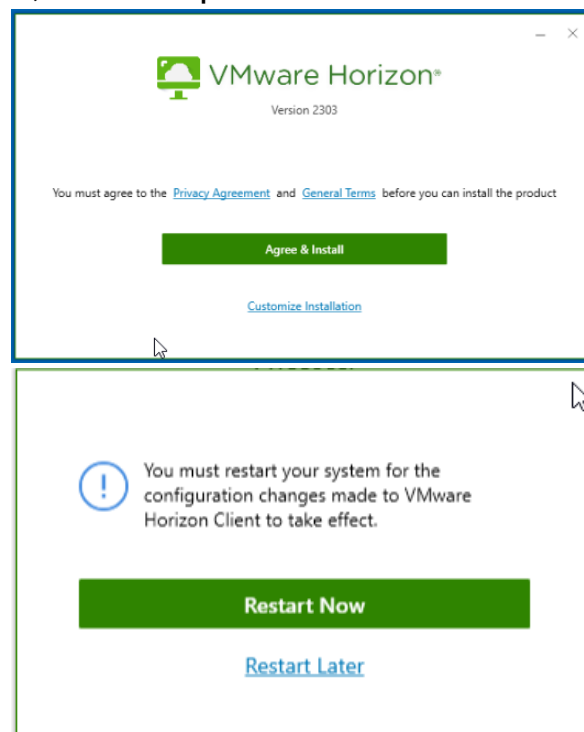 VMware Horizon®
Version 2303
You must agree to the Privacy Agreement and General Terms before you can install the product
Agree & Install
Customize Installation
You must restart your system for the
configuration changes made to VMware
Horizon Client to take effect.
Restart Now
Restart Later